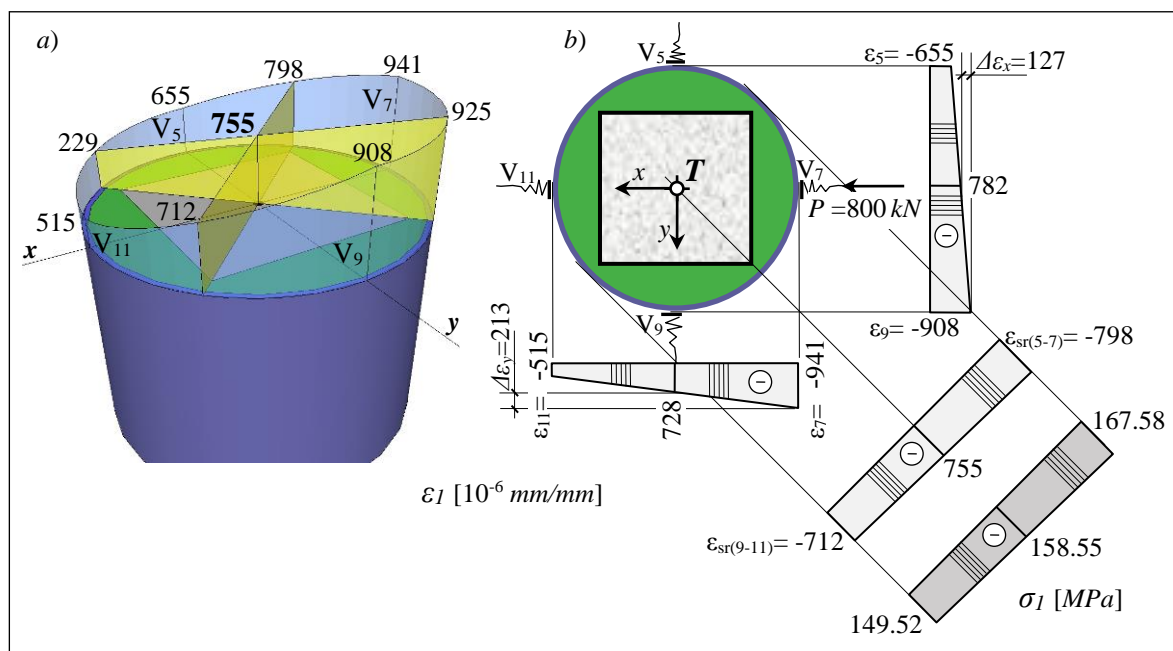 a)
798
941
655
V5
755
V7
925
229
908
712
515
V11
V9
x
y
b)
V5
ε5= -655
Δεx=127
V11
x
T
V7
P =800 kN
y
782
V9
ε9= -908
Δεy=213
-515
ε11=
728
-941
ε7=
εsr(5-7)= -798
167.58
755
ε1 [10-6 mm/mm]
εsr(9-11)= -712
158.55
σ1 [MPa]
149.52